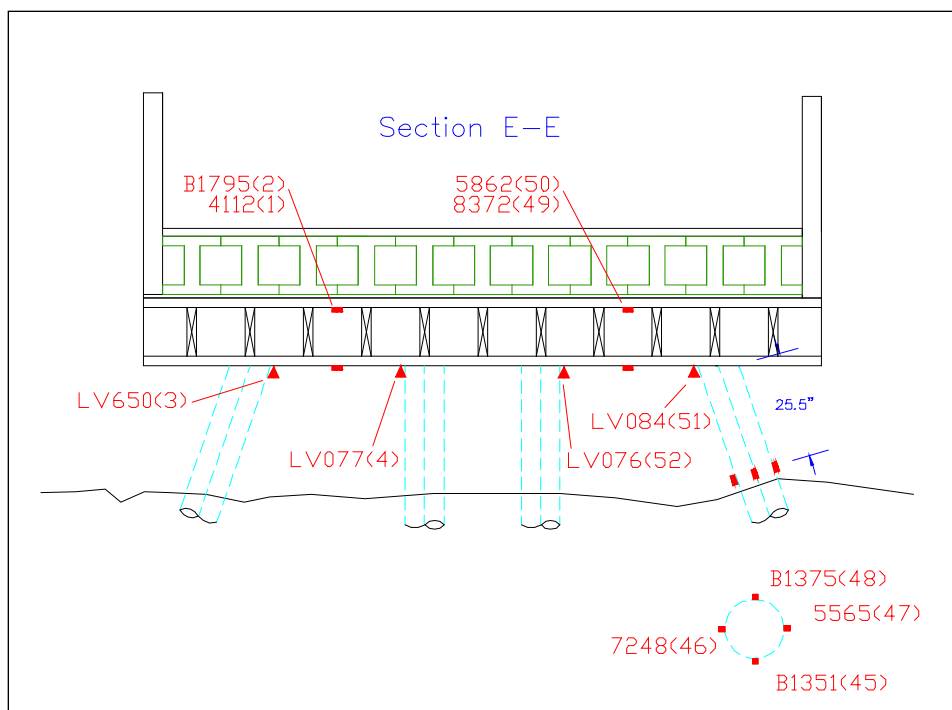 Section E-E
B1795(2)
4112(1)
5862(50)
8372(49)
LV650(3)
LV077(4)
LV076(52)
LV084(51)
25.5"
B1375(48)
5565(47)
7248(46)
B1351(45)